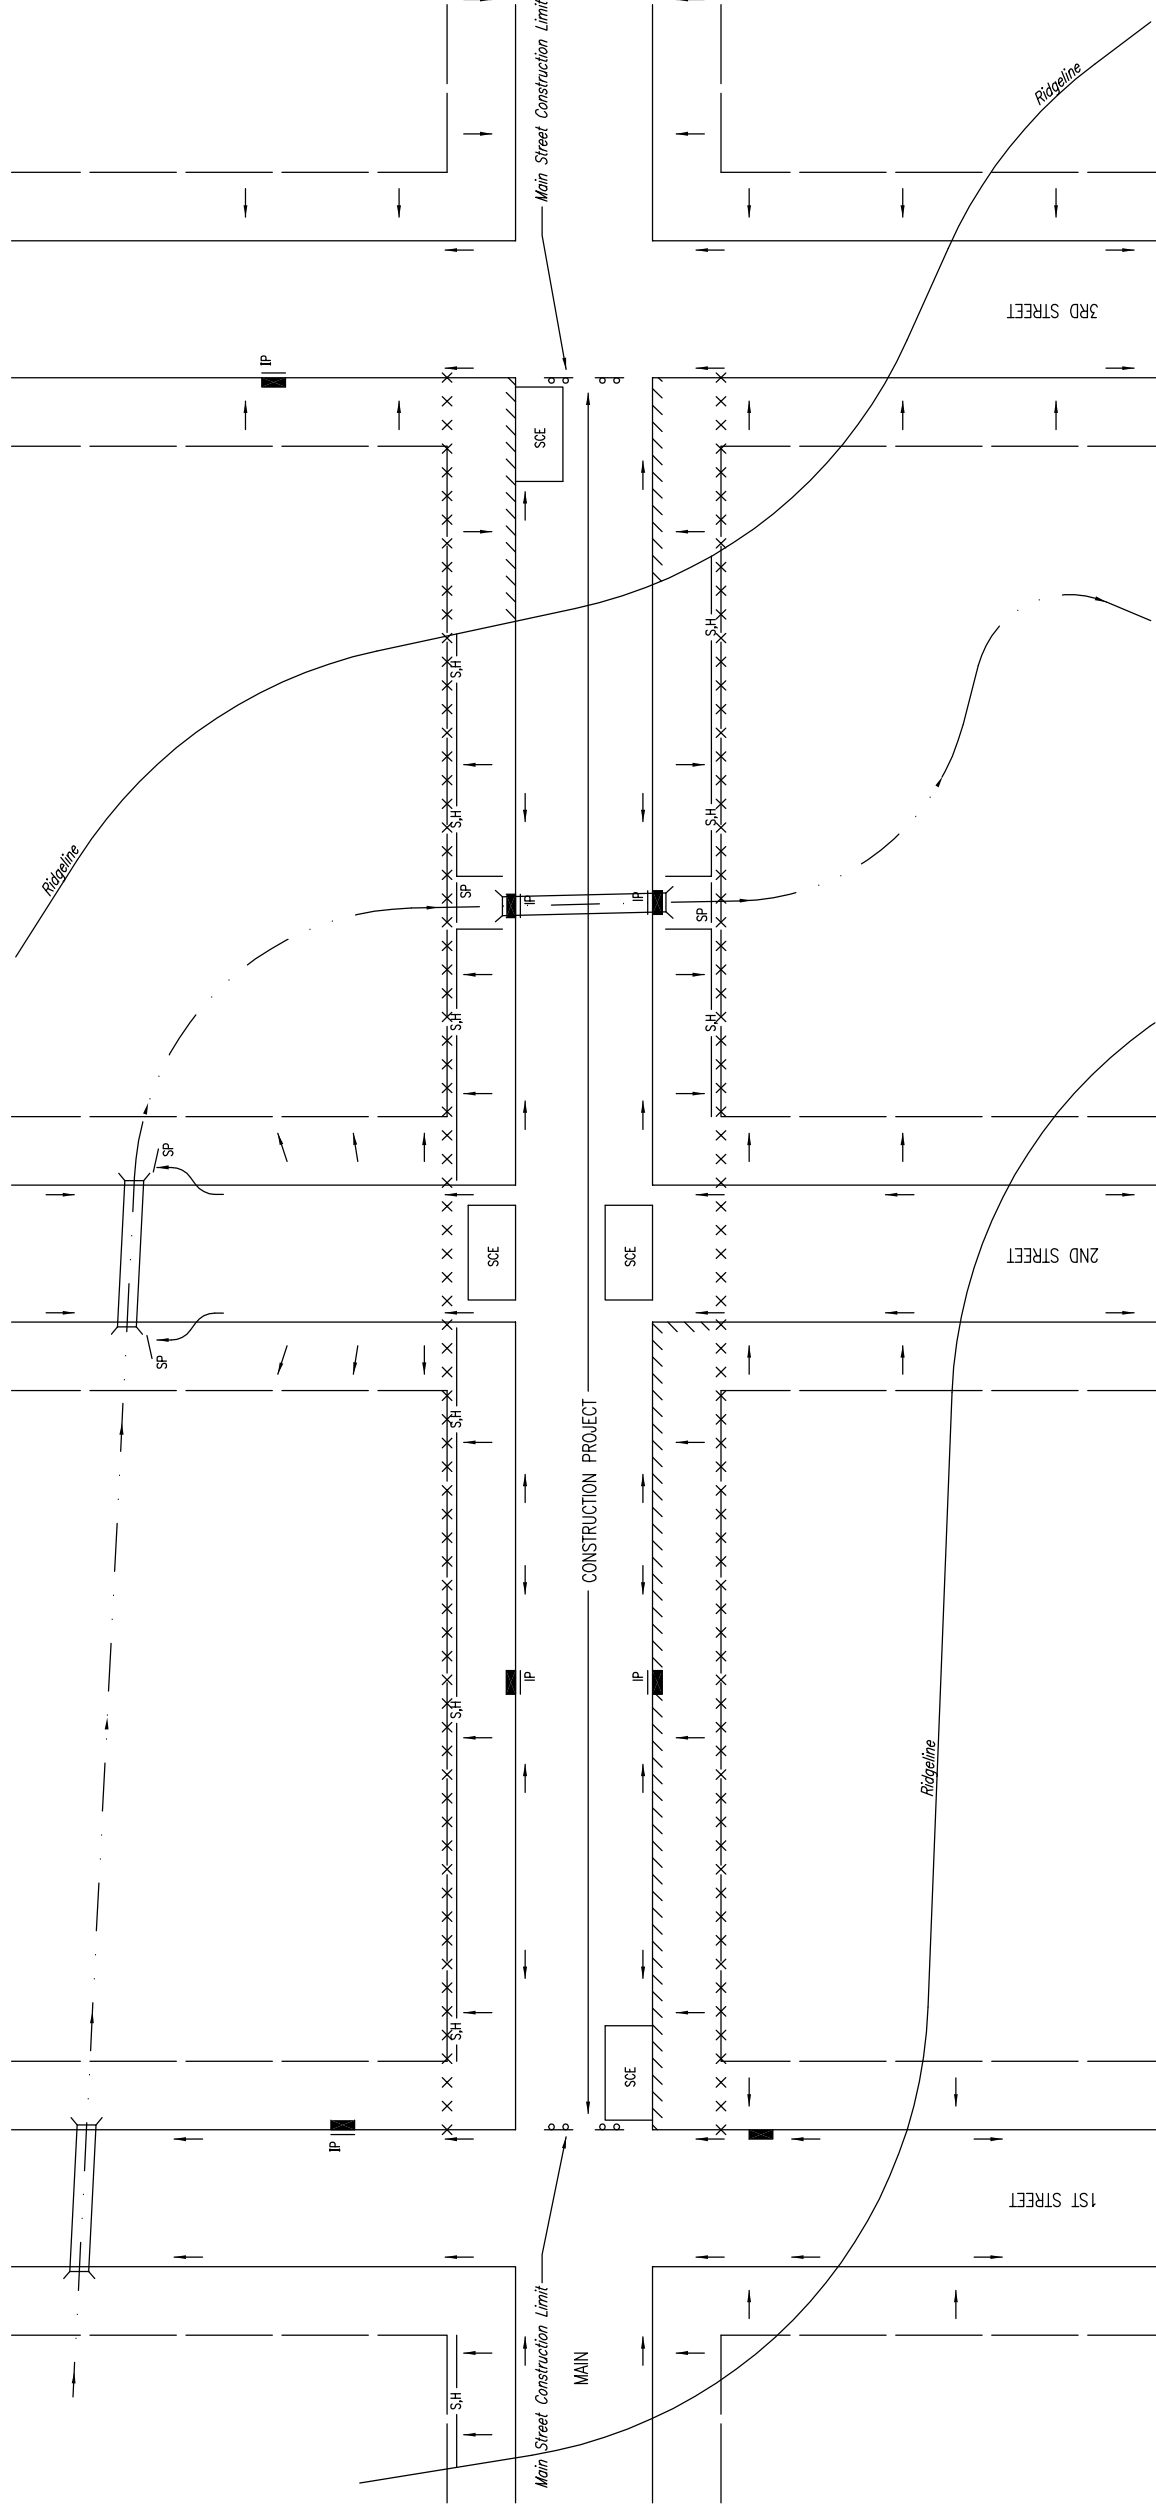 Main Street Construction Limit
Ridgeline
3RD STREET
IP
SCE
S,H
S,H
Ridgeline
S,H
S,H
SP
IP
IP
SP
S,H
S,H
SP
SCE
SCE
2ND STREET
SP
S,H
CONSTRUCTION PROJECT
IP
IP
S,H
Ridgeline
S,H
SCE
IP
1ST STREET
Main Street Construction Limit
MAIN
S,H